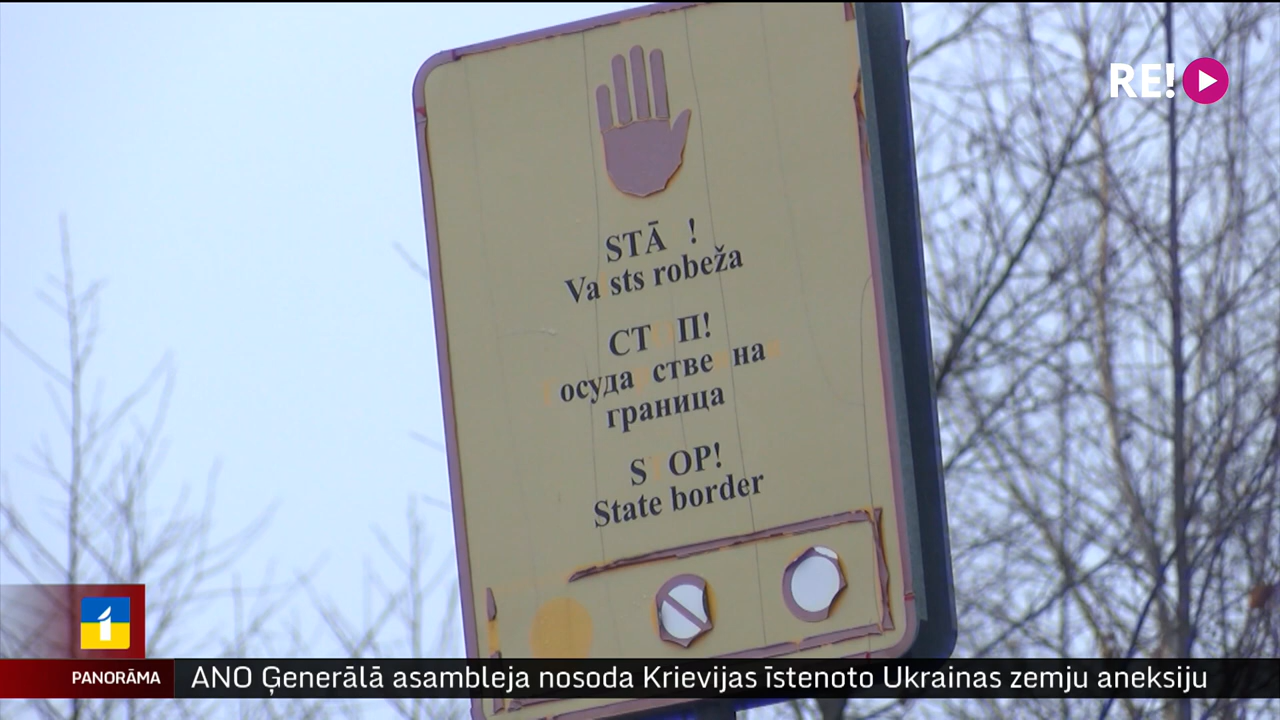 RE!
STĀ !
Va sts robeža
СТ П!
осуда стве на
граница
S OP!
State border
1
PANORĀMA
ANO Ģenerālā asambleja nosoda Krievijas īstenoto Ukrainas zemju aneksiju